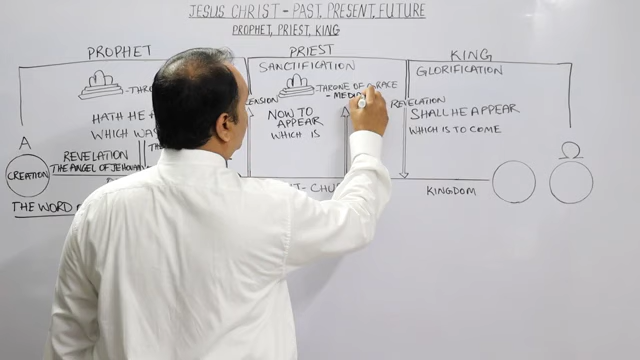 JESUS CHRIST - PAST, PRESENT, FUTURE
PROPHET, PRIEST, KING
PROPHET
PRIEST
KING
SANCTIFICATION
GLORIFICATION
THRONE OF GRACE
REVELATION
HATH HE
NOW TO
APPEAR
SHALL HE APPEAR
WHICH WAS
WHICH IS
WHICH IS TO COME
A
Ω
REVELATION
THE ANGEL OF JEHOVAH
CREATION
KINGDOM
THE WORD